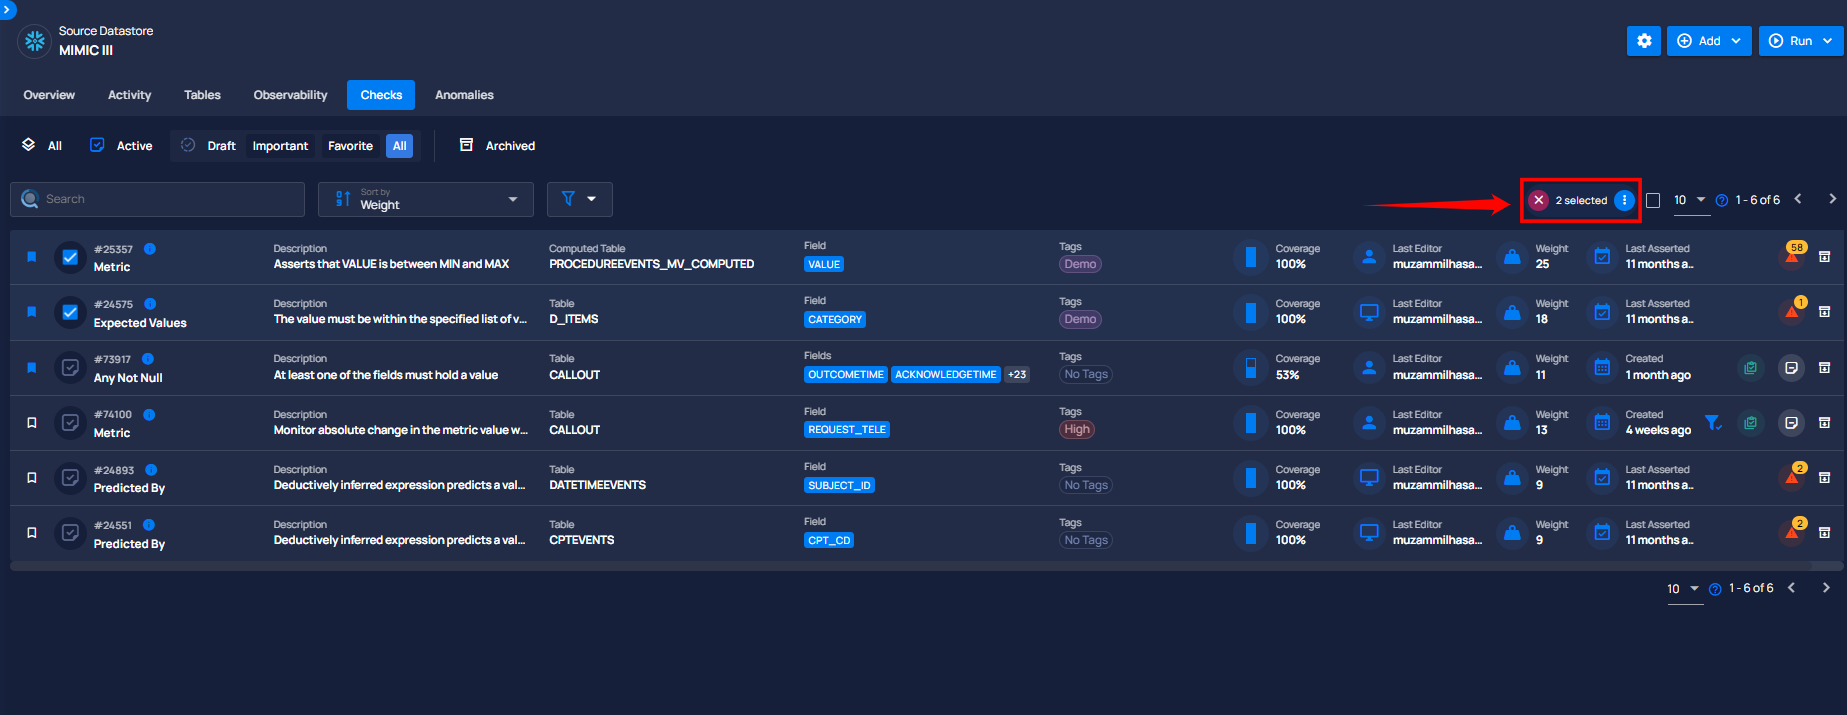 Source Datastore
MIMIC III
Add
Run
Overview Activity Tables Observability Checks Anomalies
All Active Draft Important Favorite All Archived
Search
Sort by
Weight
2 selected
10 1 - 6 of 6
#25357 Description Computed Table Field Tags Coverage Last Editor Weight Last Asserted 58
Metric Asserts that VALUE is between MIN and MAX PROCEDUREEVENTS_MV_COMPUTED VALUE Demo 100% muzammilhasa... 25 11 months a..
#24575 Description Table Field Tags Coverage Last Editor Weight Last Asserted 1
Expected Values The value must be within the specified list of v... D_ITEMS CATEGORY Demo 100% muzammilhasa... 18 11 months a..
#73917 Description Table Fields Tags Coverage Last Editor Weight Created
Any Not Null At least one of the fields must hold a value CALLOUT OUTCOMETIME ACKNOWLEDGETIME +23 No Tags 53% muzammilhasa... 11 1 month ago
#74100 Description Table Field Tags Coverage Last Editor Weight Created
Metric Monitor absolute change in the metric value w... CALLOUT REQUEST_TELE High 100% muzammilhasa... 13 4 weeks ago
#24893 Description Table Field Tags Coverage Last Editor Weight Last Asserted 2
Predicted By Deductively inferred expression predicts a val... DATETIMEEVENTS SUBJECT_ID No Tags 100% muzammilhasa... 9 11 months a..
#24551 Description Table Field Tags Coverage Last Editor Weight Last Asserted 2
Predicted By Deductively inferred expression predicts a val... CPTEVENTS CPT_CD No Tags 100% muzammilhasa... 9 11 months a..
10 1 - 6 of 6